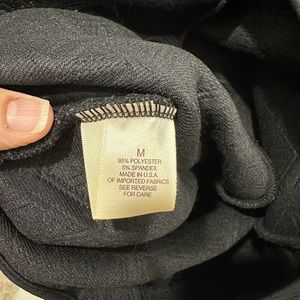 M
95% POLYESTER
5% SPANDEX
MADE IN U.S.A.
OF IMPORTED FABRICS
SEE REVERSE
FOR CARE